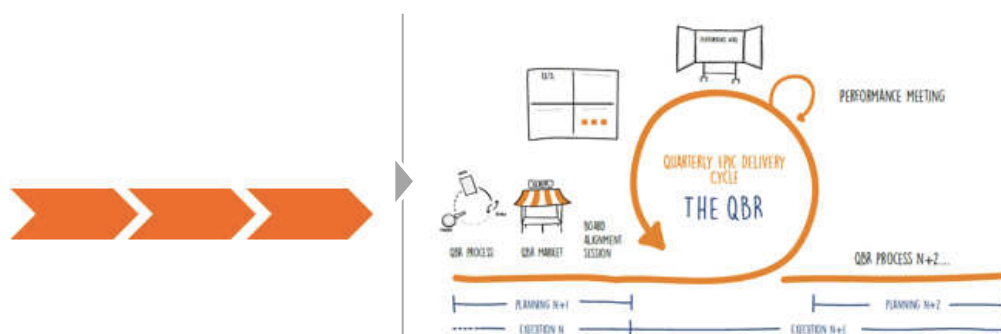 PERFORMANCE MEETING
QUARTERLY EPIC DELIVERY
CYCLE
THE QBR
BOARD
ALIGNMENT
SESSION
QBR PROCESS
QBR MARKET
QBR PROCESS N+2....
PLANNING N+1
PLANNING N+2
EXECUTION N
EXECUTION N+1